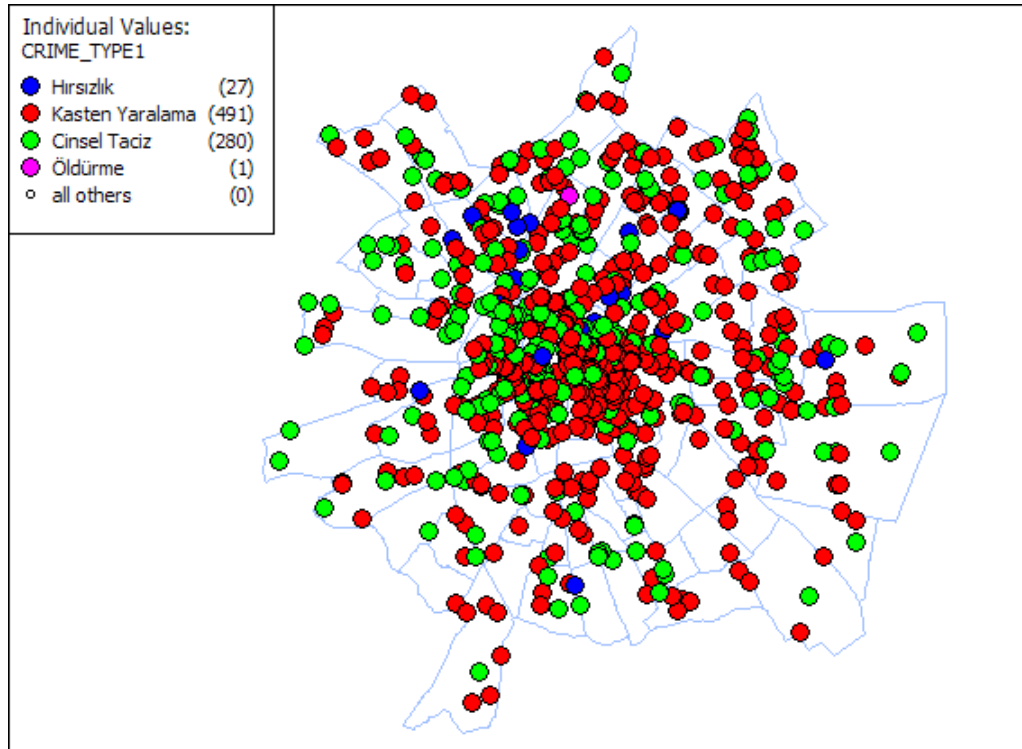 Individual Values:
CRIME_TYPE1
Hırsızlık (27)
Kasten Yaralama (491)
Cinsel Taciz (280)
Öldürme (1)
all others (0)